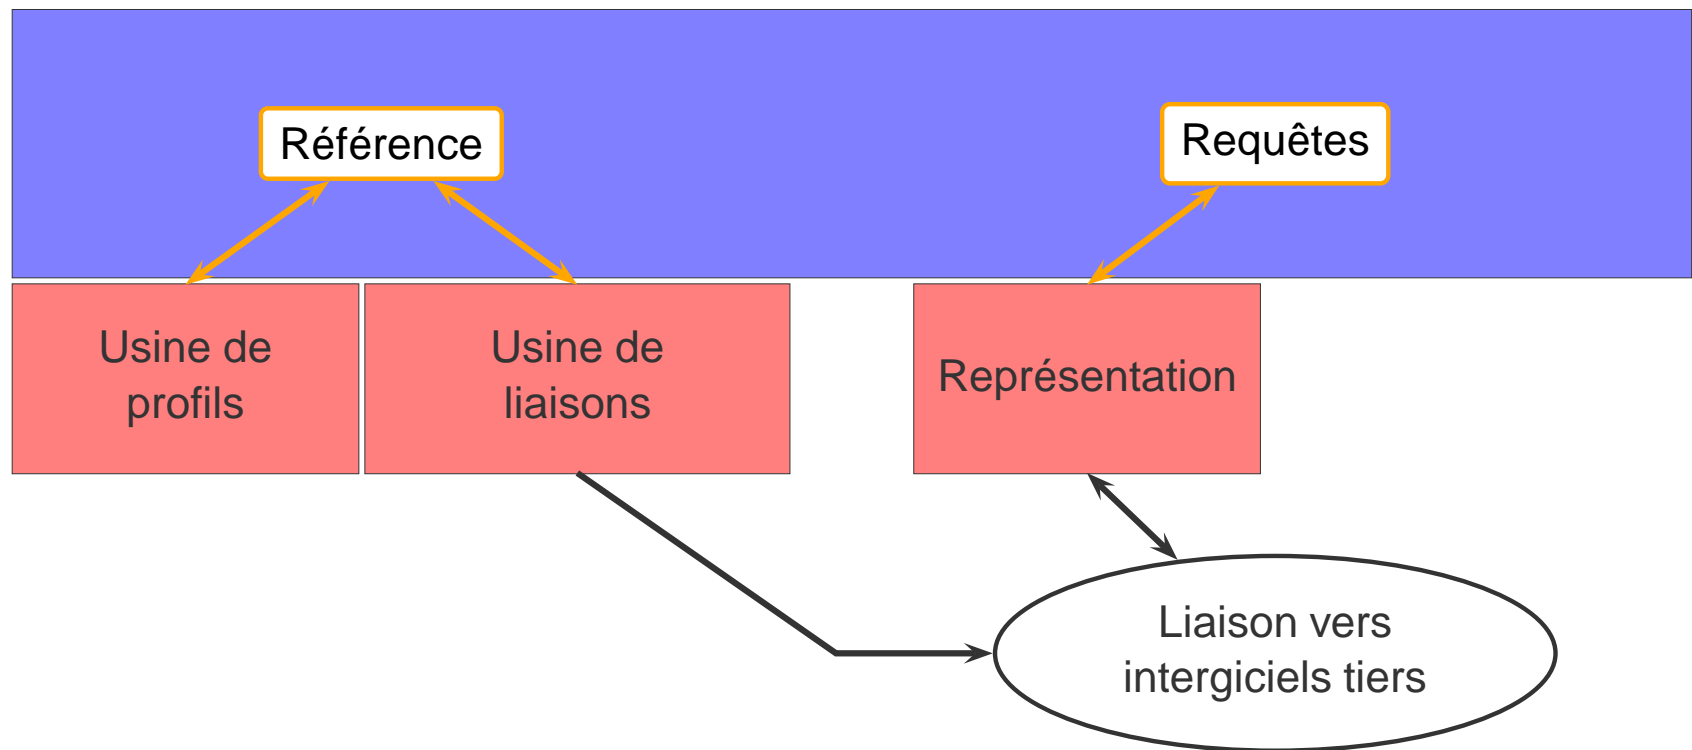 Référence
Requêtes
Usine de
profils
Usine de
liaisons
Représentation
Liaison vers
intergiciels tiers